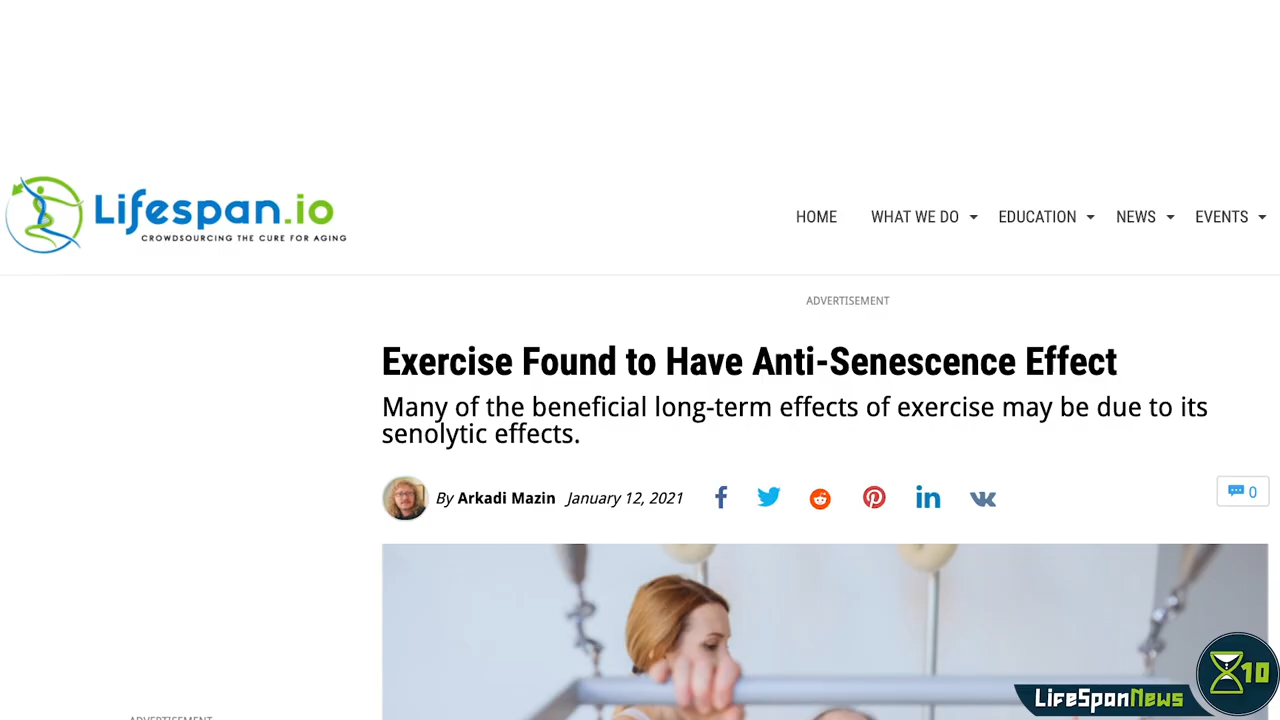 Lifespan.io
CROWDSOURCING THE CURE FOR AGING
HOME WHAT WE DO EDUCATION NEWS EVENTS
ADVERTISEMENT
Exercise Found to Have Anti-Senescence Effect
Many of the beneficial long-term effects of exercise may be due to its
senolytic effects.
By Arkadi Mazin January 12, 2021
0
LifeSpanNews
10
ADVERTISEMENT